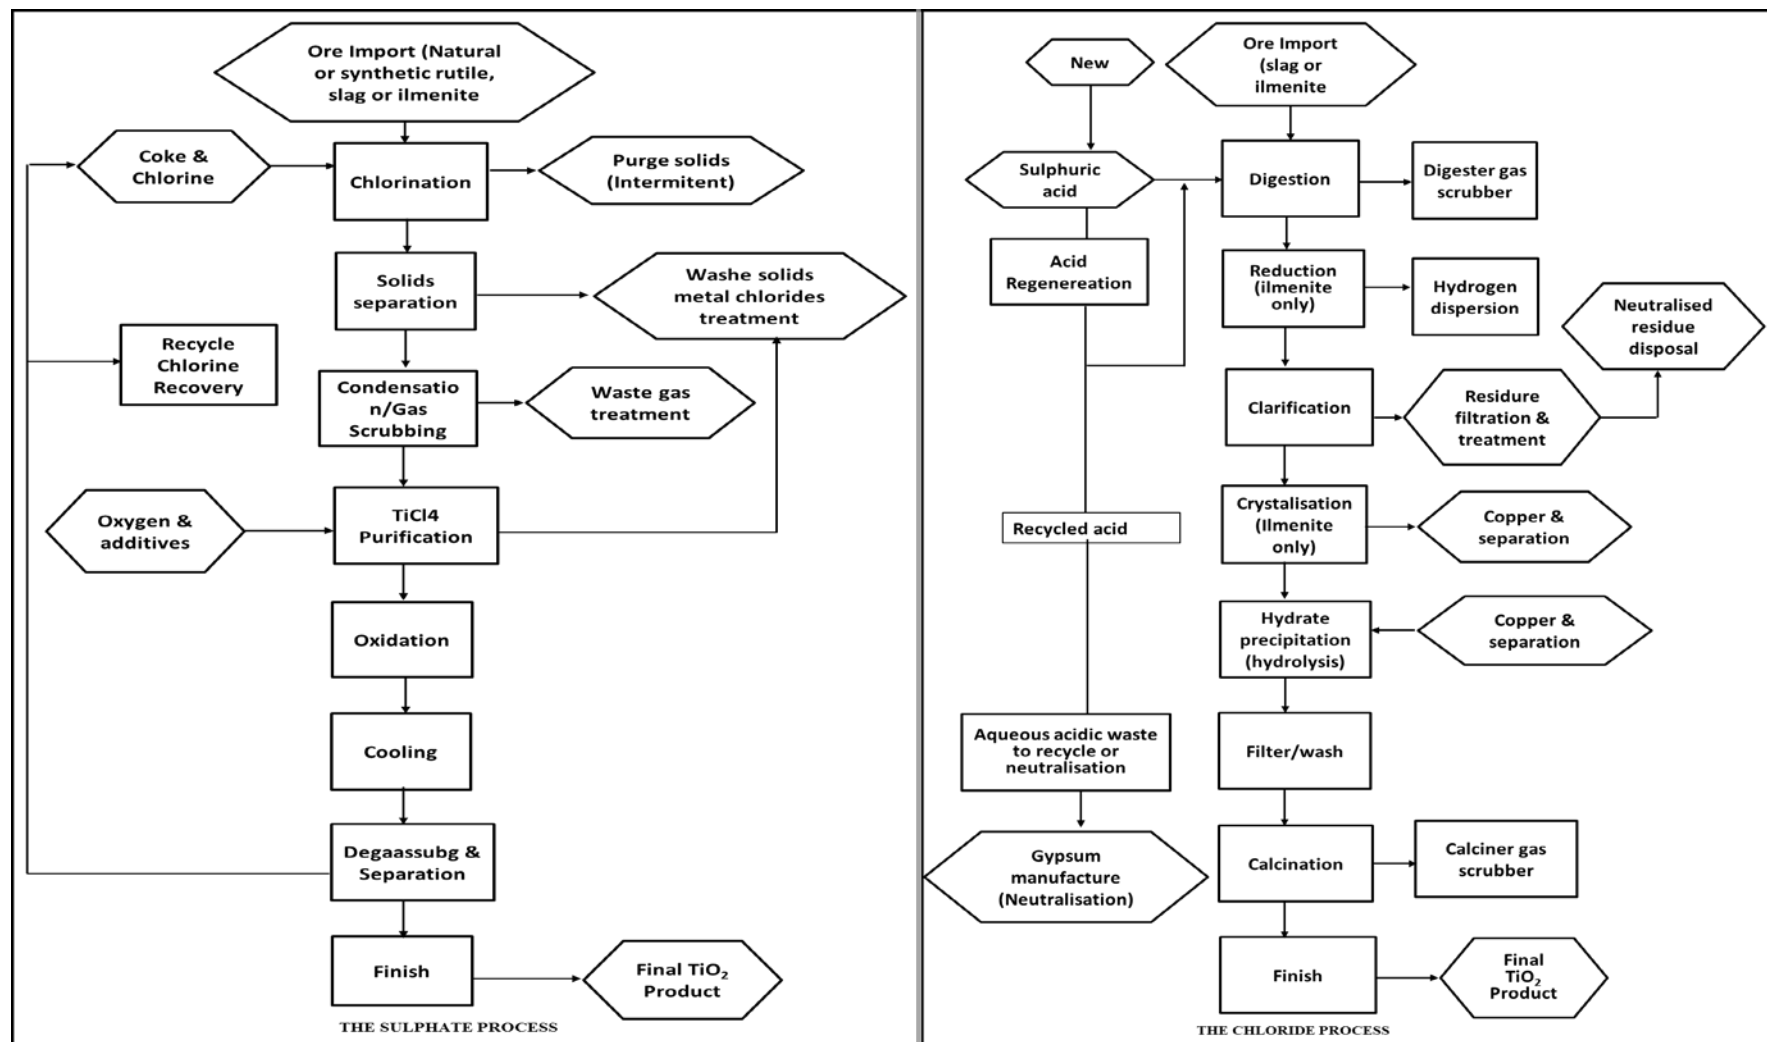 Ore Import (Natural
or synthetic rutile,
slag or ilmenite
Coke &
Chlorine
Chlorination
Purge solids
(Intermitent)
Solids
separation
Washe solids
metal chlorides
treatment
Recycle
Chlorine
Recovery
Condensatio
n/Gas
Scrubbing
Waste gas
treatment
Oxygen &
additives
TiCl4
Purification
Oxidation
Cooling
Degaassubg &
Separation
Finish
Final TiO₂
Product
THE SULPHATE PROCESS
New
Ore Import
(slag or
ilmenite
Sulphuric
acid
Digestion
Digester gas
scrubber
Acid
Regenereation
Reduction
(ilmenite
only)
Hydrogen
dispersion
Neutralised
residue
disposal
Clarification
Residure
filtration &
treatment
Crystalisation
(Ilmenite
only)
Copper &
separation
Recycled acid
Hydrate
precipitation
(hydrolysis)
Copper &
separation
Aqueous acidic waste
to recycle or
neutralisation
Filter/wash
Gypsum
manufacture
(Neutralisation)
Calcination
Calciner gas
scrubber
Finish
Final
TiO₂
Product
THE CHLORIDE PROCESS